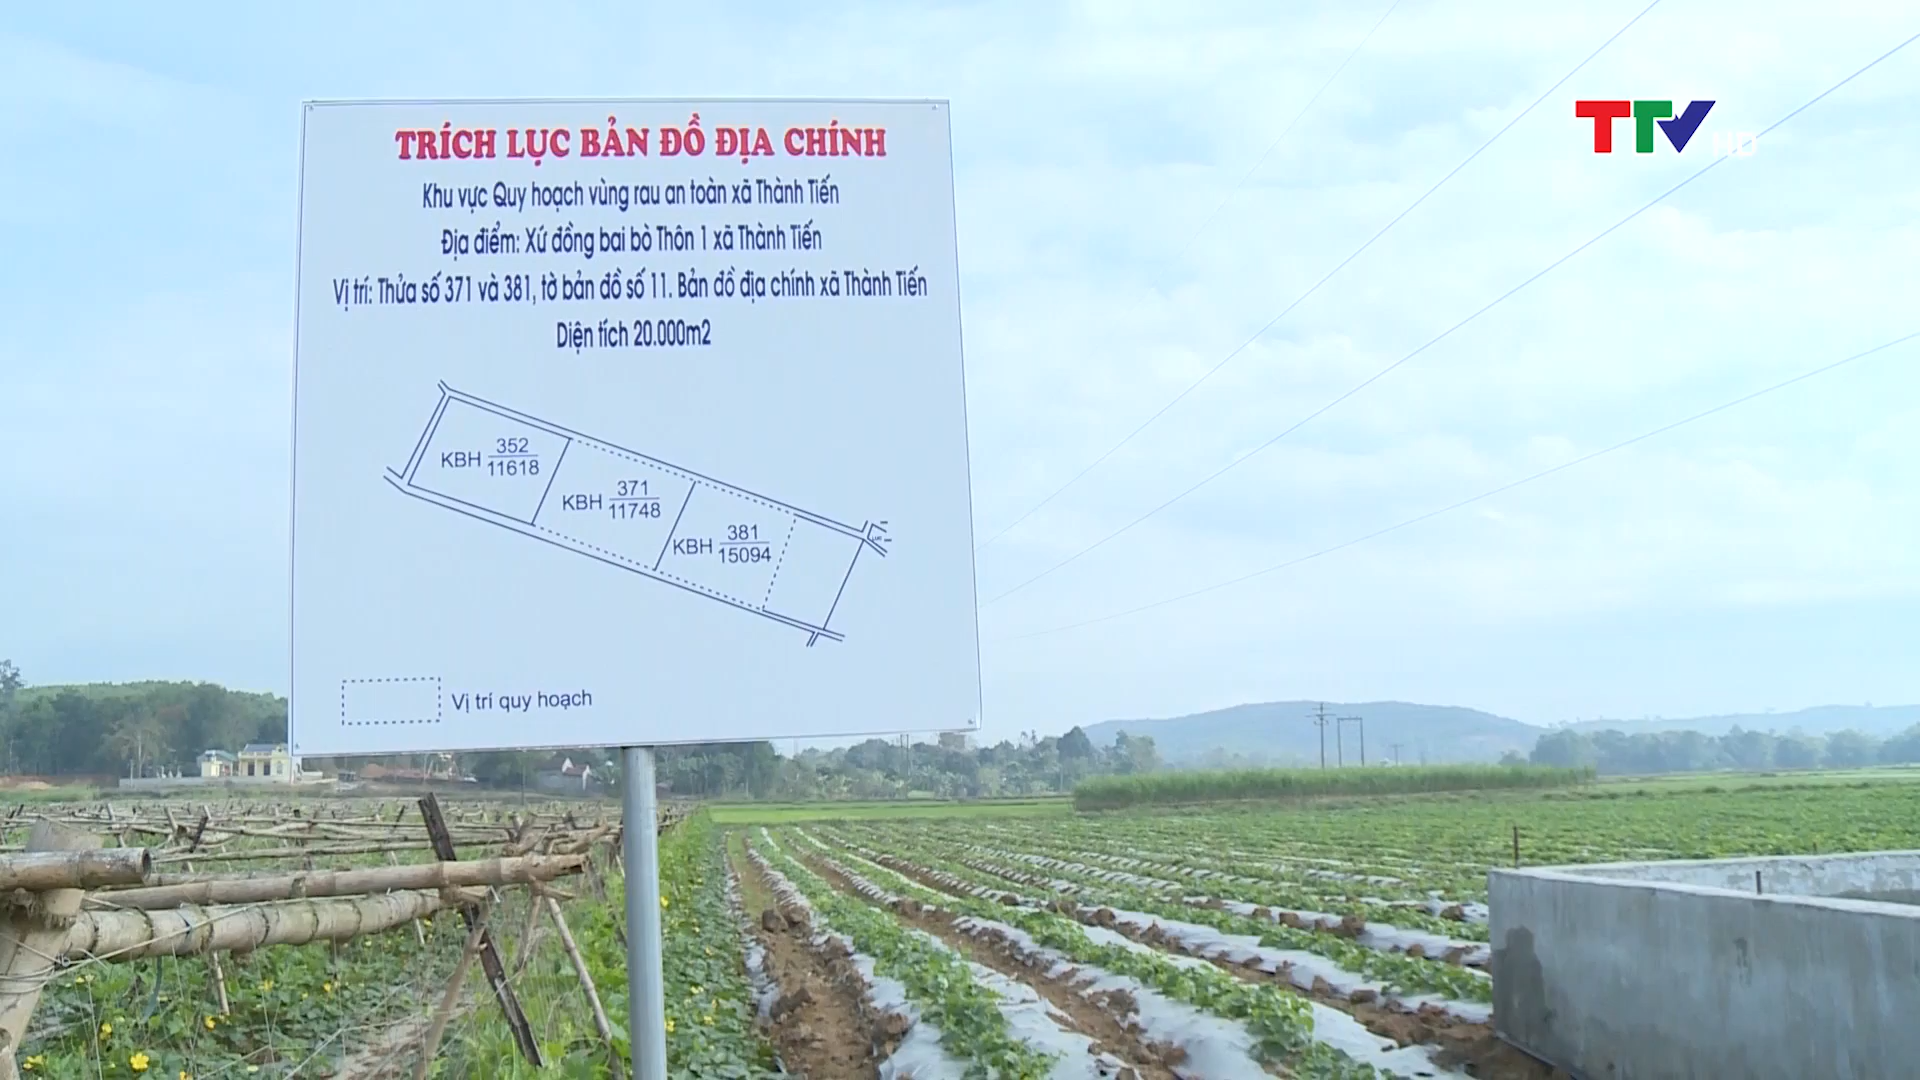 TRÍCH LỤC BẢN ĐỒ ĐỊA CHÍNH
Khu vực Quy hoạch vùng rau an toàn xã Thành Tiến
Địa điểm: Xứ đồng bai bò Thôn 1 xã Thành Tiến
Vị trí: Thửa số 371 và 381, tờ bản đồ số 11. Bản đồ địa chính xã Thành Tiến
Diện tích 20.000m2
KBH 352
11618
KBH 371
11748
KBH 381
15094
Vị trí quy hoạch
TTV HD